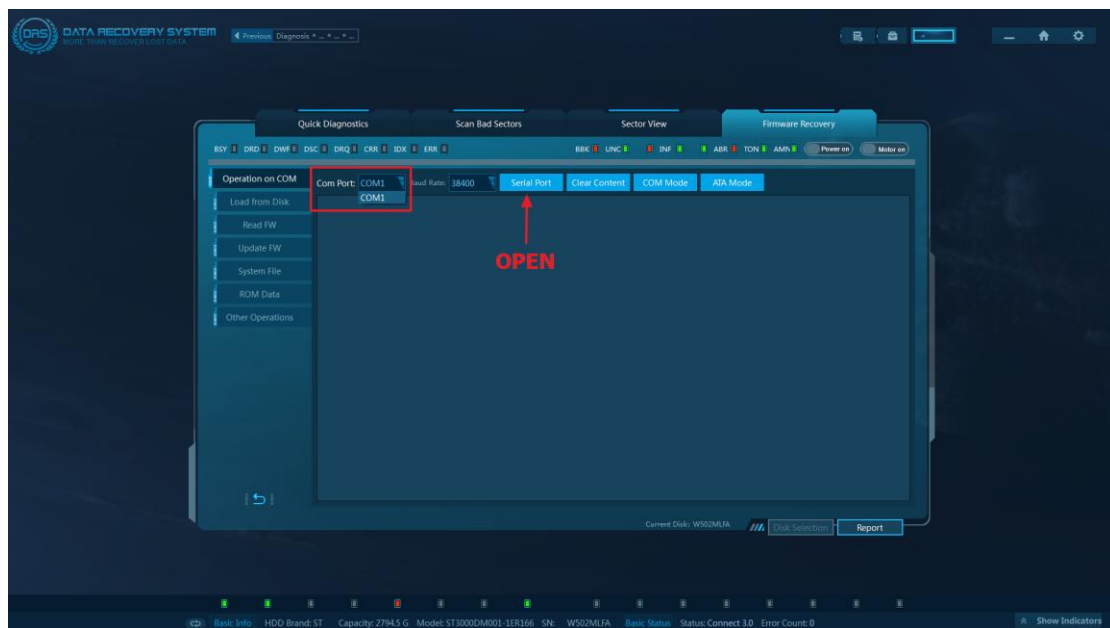 DRS DATA RECOVERY SYSTEM
MORE THAN RECOVER LOST DATA
Previous Diagnosis
Quick Diagnostics Scan Bad Sectors Sector View Firmware Recovery
BSY DRD DWF DSC DRQ CRR IDX ERR BBK UNC INF ABR TON AMN Power on Motor on
Operation on COM Com Port: COM1 Baud Rate: 38400 Serial Port Clear Content COM Mode ATA Mode
COM1
Load from Disk
Read FW
Update FW
OPEN
System File
ROM Data
Other Operations
Current Disk: W502MLFA Disk Selection Report
Basic Info HDD Brand: ST Capacity: 2794.5 G Model: ST3000DM001-1ER166 SN: W502MLFA Basic Status Status: Connect 3.0 Error Count: 0 Show Indicators